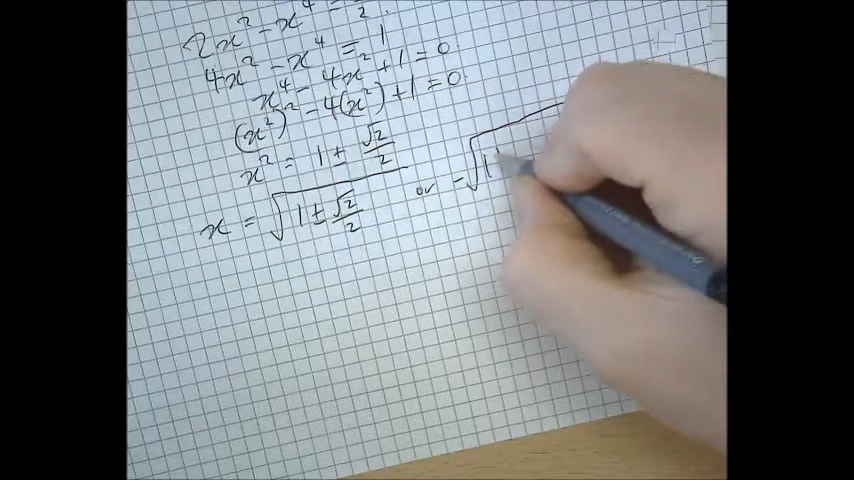 2x² - x⁴ = /2.
4x² - x⁴ = 1
x⁴ - 4x² + 1 = 0.
(x²)² - 4(x²) + 1 = 0.
x² = 1 ± √2/2
x = √(1 ± √2/2) or -√(1